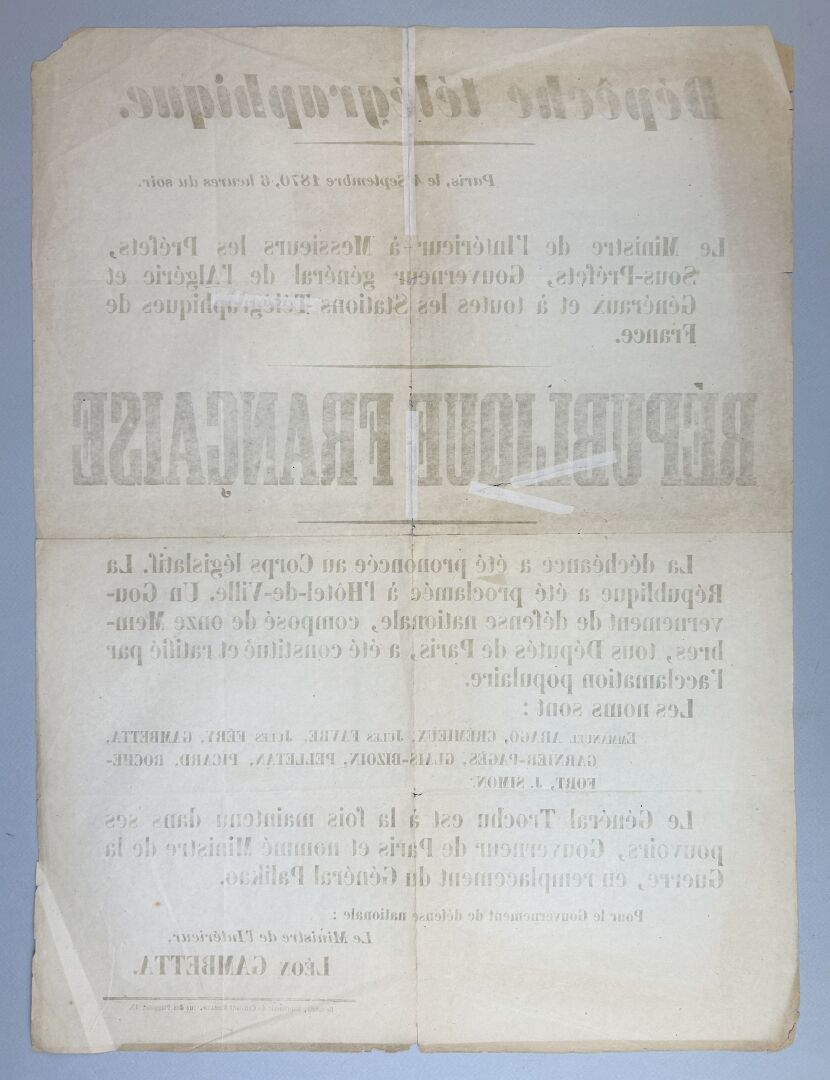 Dépêche télégraphique.
Paris, le 4 Septembre 1870, 6 heures du soir.
Le Ministre de l'Intérieur à Messieurs les Préfets,
Sous-Préfets, Gouverneur général de l'Algérie et
Généraux et à toutes les Stations Télégraphiques de
France.
RÉPUBLIQUE FRANÇAISE
La déchéance a été prononcée au Corps législatif. La
République a été proclamée à l'Hôtel-de-Ville. Un Gou-
vernement de défense nationale, composé de onze Mem-
bres, tous Députés de Paris, a été constitué et ratifié par
l'acclamation populaire.
Les noms sont :
EMMANUEL ARAGO, CRÉMIEUX, JULES FAVRE, JULES FÉRY, GAMBETTA,
GARNIER-PAGÈS, GLAIS-BIZOIN, PELLETAN, PICARD, ROCHE-
FORT, J. SIMON.
Le Général Trochu est à la fois maintenu dans ses
pouvoirs, Gouverneur de Paris et nommé Ministre de la
Guerre, en remplacement du Général Palikao.
Pour le Gouvernement de défense nationale :
Le Ministre de l'Intérieur,
LÉON GAMBETTA.